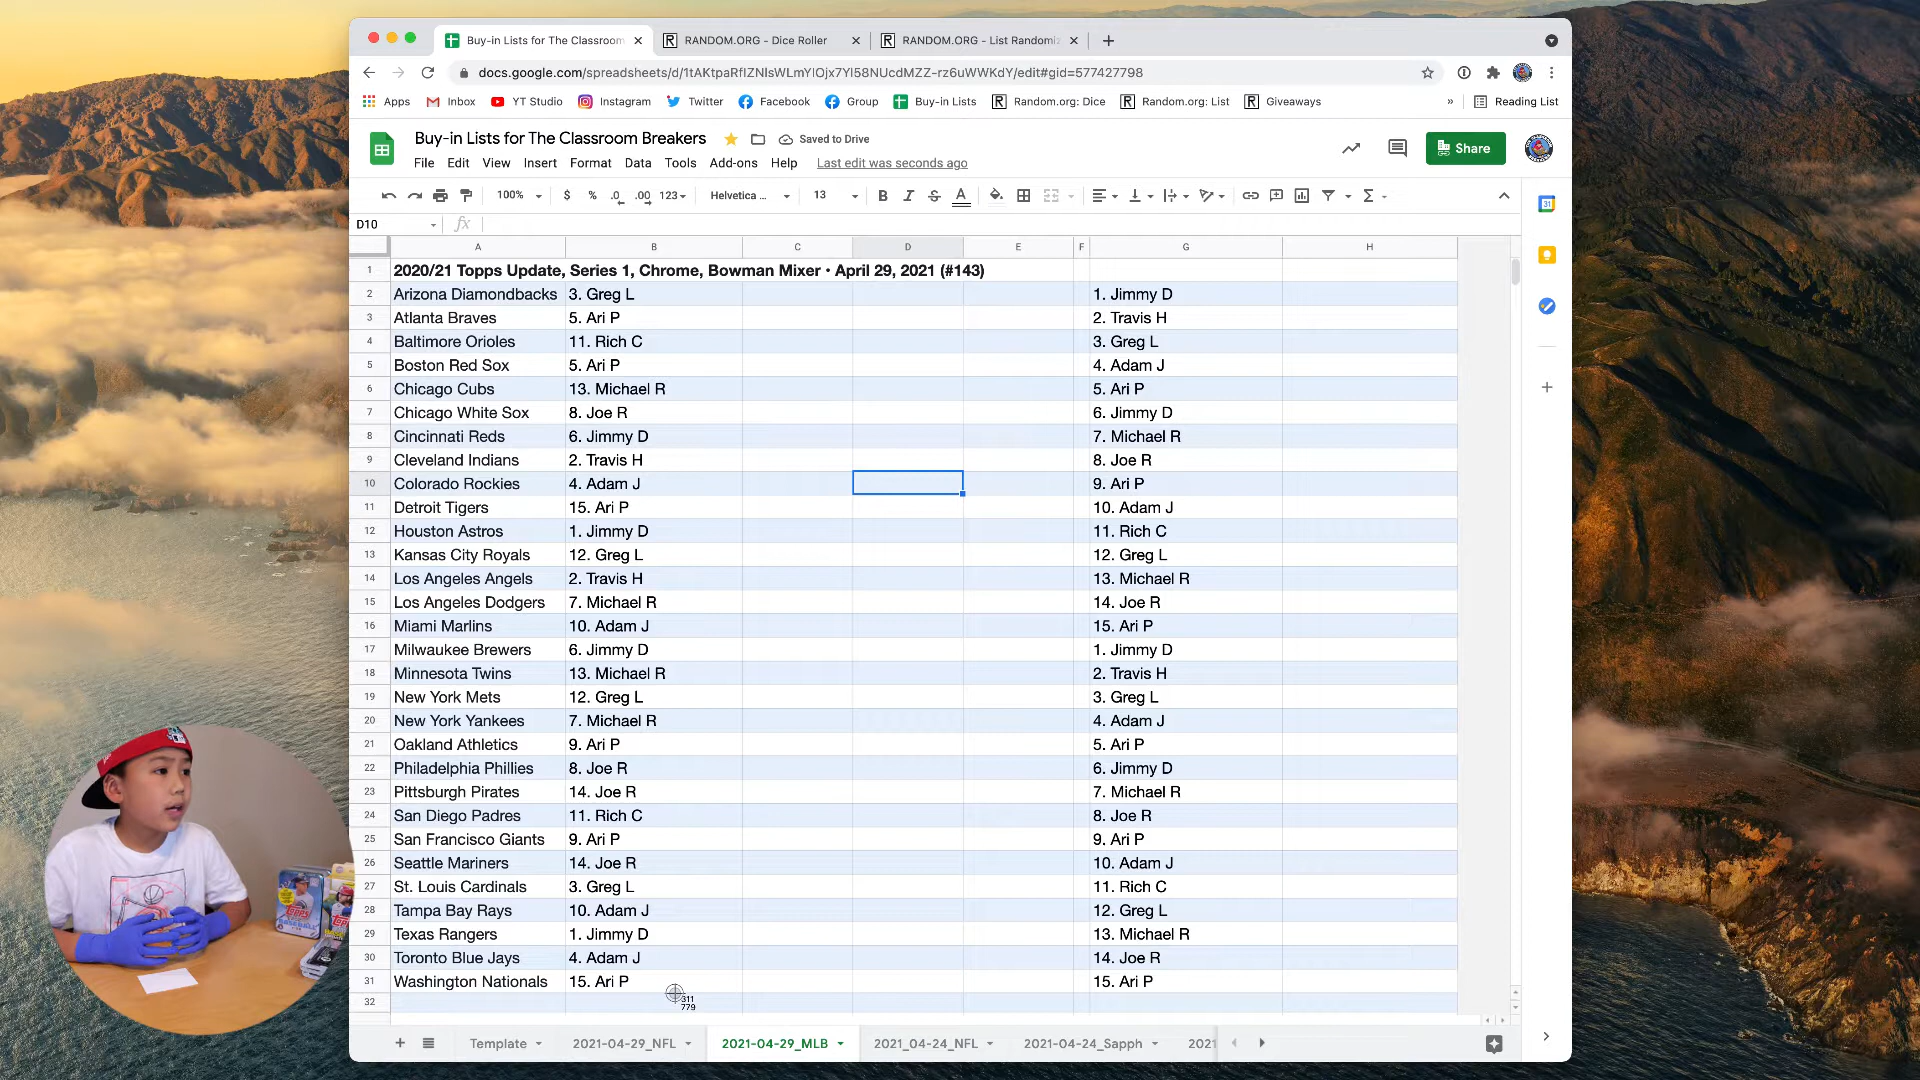 Buy-in Lists for The Classroom
RANDOM.ORG - Dice Roller
RANDOM.ORG - List Randomiz
docs.google.com/spreadsheets/d/1tAKtpaRfIZNIsWLmYlOjx7Yl58NUcdMZZ-rz6uWWKdY/edit#gid=577427798
Apps
Inbox
YT Studio
Instagram
Twitter
Facebook
Group
Buy-in Lists
Random.org: Dice
Random.org: List
Giveaways
»
Reading List
Buy-in Lists for The Classroom Breakers
Saved to Drive
Share
File Edit View Insert Format Data Tools Add-ons Help Last edit was seconds ago
100% $ % .0 .00 123 Helvetica ... 13 B I S A
D10 fx
A B C D E F G H
1 2020/21 Topps Update, Series 1, Chrome, Bowman Mixer • April 29, 2021 (#143)
2 Arizona Diamondbacks 3. Greg L 1. Jimmy D
3 Atlanta Braves 5. Ari P 2. Travis H
4 Baltimore Orioles 11. Rich C 3. Greg L
5 Boston Red Sox 5. Ari P 4. Adam J
6 Chicago Cubs 13. Michael R 5. Ari P
7 Chicago White Sox 8. Joe R 6. Jimmy D
8 Cincinnati Reds 6. Jimmy D 7. Michael R
9 Cleveland Indians 2. Travis H 8. Joe R
10 Colorado Rockies 4. Adam J 9. Ari P
11 Detroit Tigers 15. Ari P 10. Adam J
12 Houston Astros 1. Jimmy D 11. Rich C
13 Kansas City Royals 12. Greg L 12. Greg L
14 Los Angeles Angels 2. Travis H 13. Michael R
15 Los Angeles Dodgers 7. Michael R 14. Joe R
16 Miami Marlins 10. Adam J 15. Ari P
17 Milwaukee Brewers 6. Jimmy D 1. Jimmy D
18 Minnesota Twins 13. Michael R 2. Travis H
19 New York Mets 12. Greg L 3. Greg L
20 New York Yankees 7. Michael R 4. Adam J
21 Oakland Athletics 9. Ari P 5. Ari P
22 Philadelphia Phillies 8. Joe R 6. Jimmy D
23 Pittsburgh Pirates 14. Joe R 7. Michael R
24 San Diego Padres 11. Rich C 8. Joe R
25 San Francisco Giants 9. Ari P 9. Ari P
26 Seattle Mariners 14. Joe R 10. Adam J
27 St. Louis Cardinals 3. Greg L 11. Rich C
28 Tampa Bay Rays 10. Adam J 12. Greg L
29 Texas Rangers 1. Jimmy D 13. Michael R
30 Toronto Blue Jays 4. Adam J 14. Joe R
31 Washington Nationals 15. Ari P 15. Ari P
32
311
779
Template 2021-04-29_NFL 2021-04-29_MLB 2021_04-24_NFL 2021-04-24_Sapph 2021